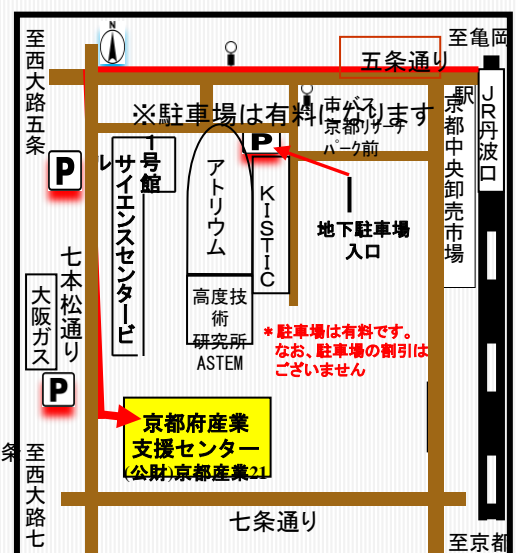 N
至西大路五条
五条通り
至亀岡
※駐車場は有料になります
市バス
京都リサーチ
パーク前
JR丹波口
駅
京都中央卸売市場
P
P
1号館
サイエンスセンタービ
ル
アトリウム
KISTIC
地下駐車場
入口
七本松通り
大阪ガス
高度技
術
研究所
ASTEM
*駐車場は有料です。
なお、駐車場の割引は
ございません
P
京都府産業
支援センター
(公財)京都産業21
至西大路七
条
七条通り
至京都